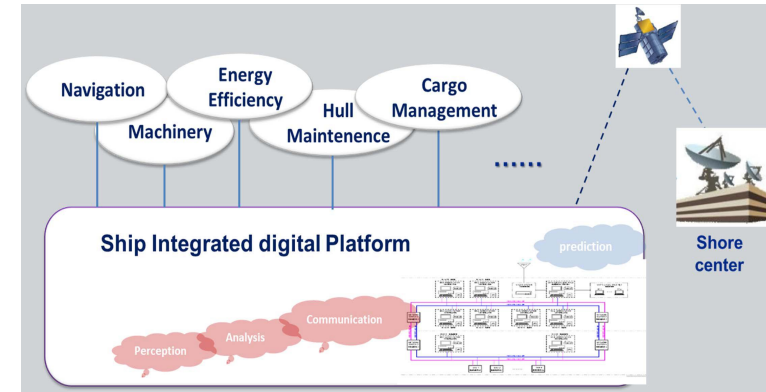 Navigation
Machinery
Energy
Efficiency
Hull
Maintenence
Cargo
Management
......
Ship Integrated digital Platform
prediction
Communication
Analysis
Perception
Shore
center